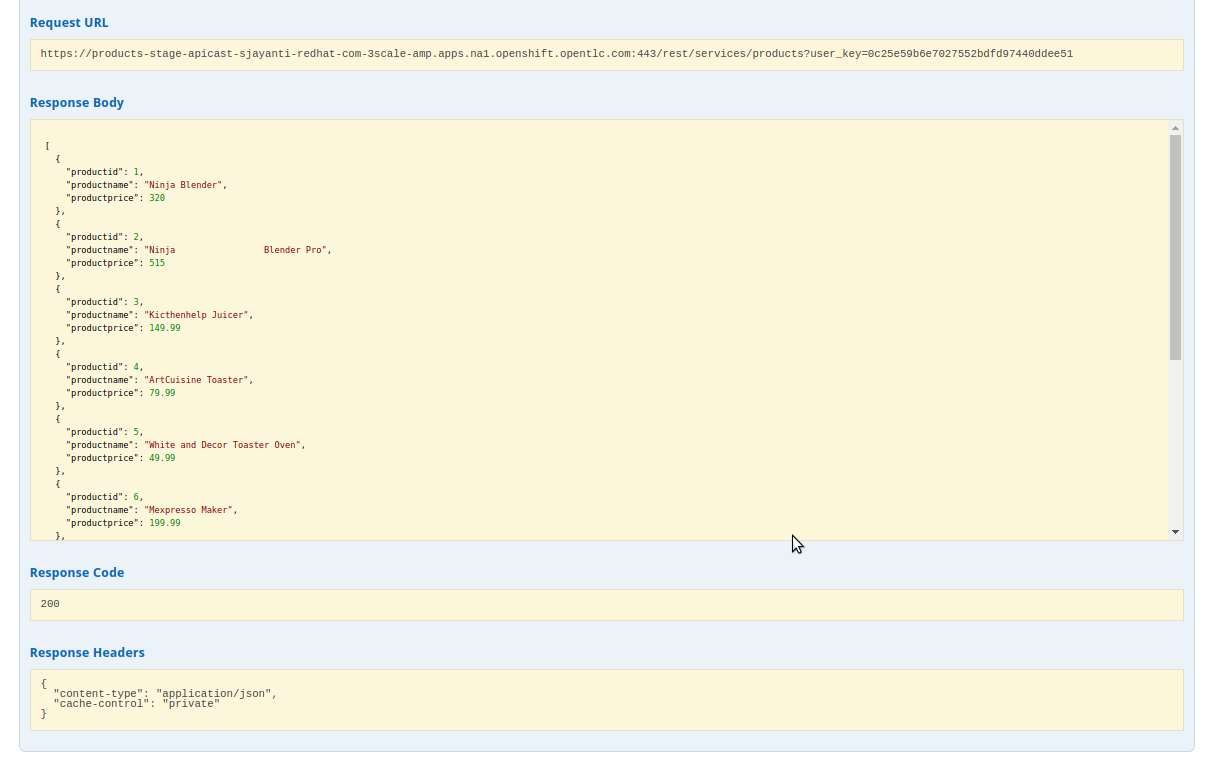 Request URL
https://products-stage-apicast-sjayanti-redhat-com-3scale-amp.apps.na1.openshift.opentlc.com:443/rest/services/products?user_key=0c25e59b6e7027552bdfd97440ddee51
Response Body
[
  {
    "productid": 1,
    "productname": "Ninja Blender",
    "productprice": 320
  },
  {
    "productid": 2,
    "productname": "Ninja                 Blender Pro",
    "productprice": 515
  },
  {
    "productid": 3,
    "productname": "Kicthenhelp Juicer",
    "productprice": 149.99
  },
  {
    "productid": 4,
    "productname": "ArtCuisine Toaster",
    "productprice": 79.99
  },
  {
    "productid": 5,
    "productname": "White and Decor Toaster Oven",
    "productprice": 49.99
  },
  {
    "productid": 6,
    "productname": "Mexpresso Maker",
    "productprice": 199.99
  },
Response Code
200
Response Headers
{
  "content-type": "application/json",
  "cache-control": "private"
}